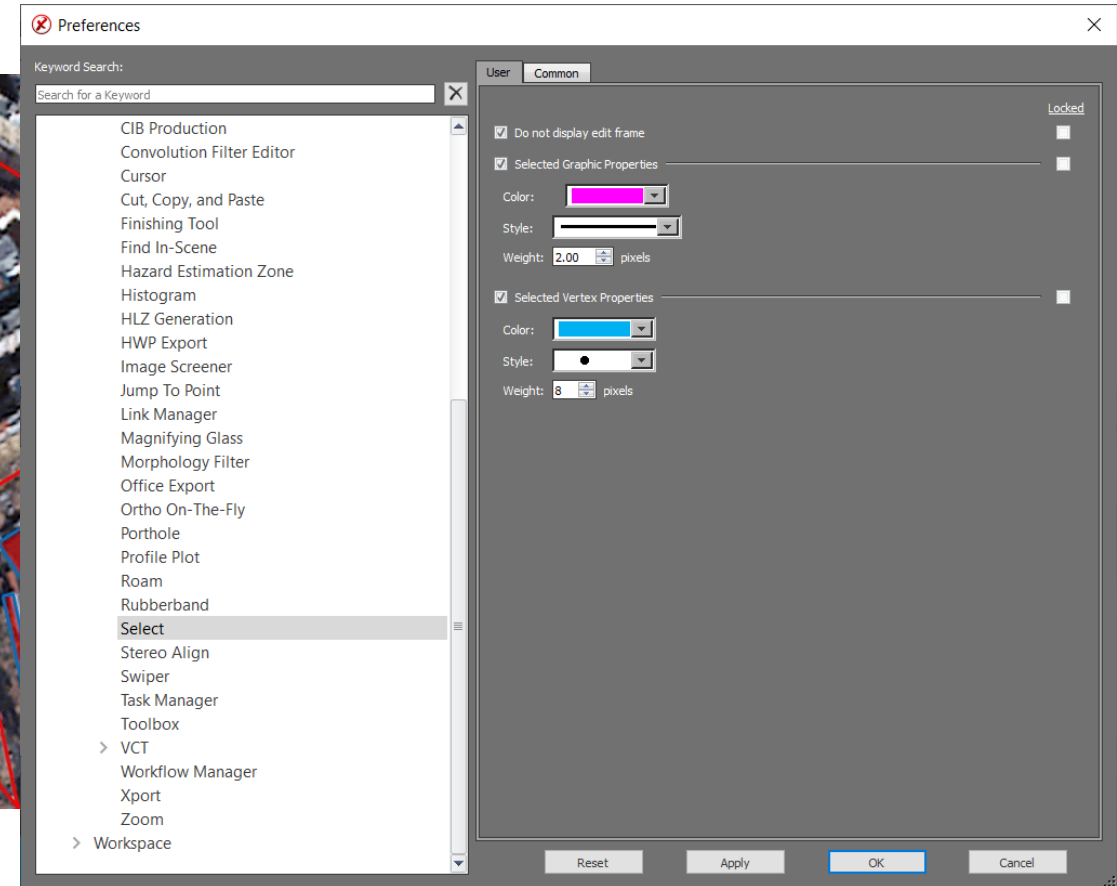 Preferences
Keyword Search:
Search for a Keyword
CIB Production
Convolution Filter Editor
Cursor
Cut, Copy, and Paste
Finishing Tool
Find In-Scene
Hazard Estimation Zone
Histogram
HLZ Generation
HWP Export
Image Screener
Jump To Point
Link Manager
Magnifying Glass
Morphology Filter
Office Export
Ortho On-The-Fly
Porthole
Profile Plot
Roam
Rubberband
Select
Stereo Align
Swiper
Task Manager
Toolbox
VCT
Workflow Manager
Xport
Zoom
Workspace
User Common
Locked
Do not display edit frame
Selected Graphic Properties
Color:
Style:
Weight: 2.00 pixels
Selected Vertex Properties
Color:
Style:
Weight: 8 pixels
Reset Apply OK Cancel